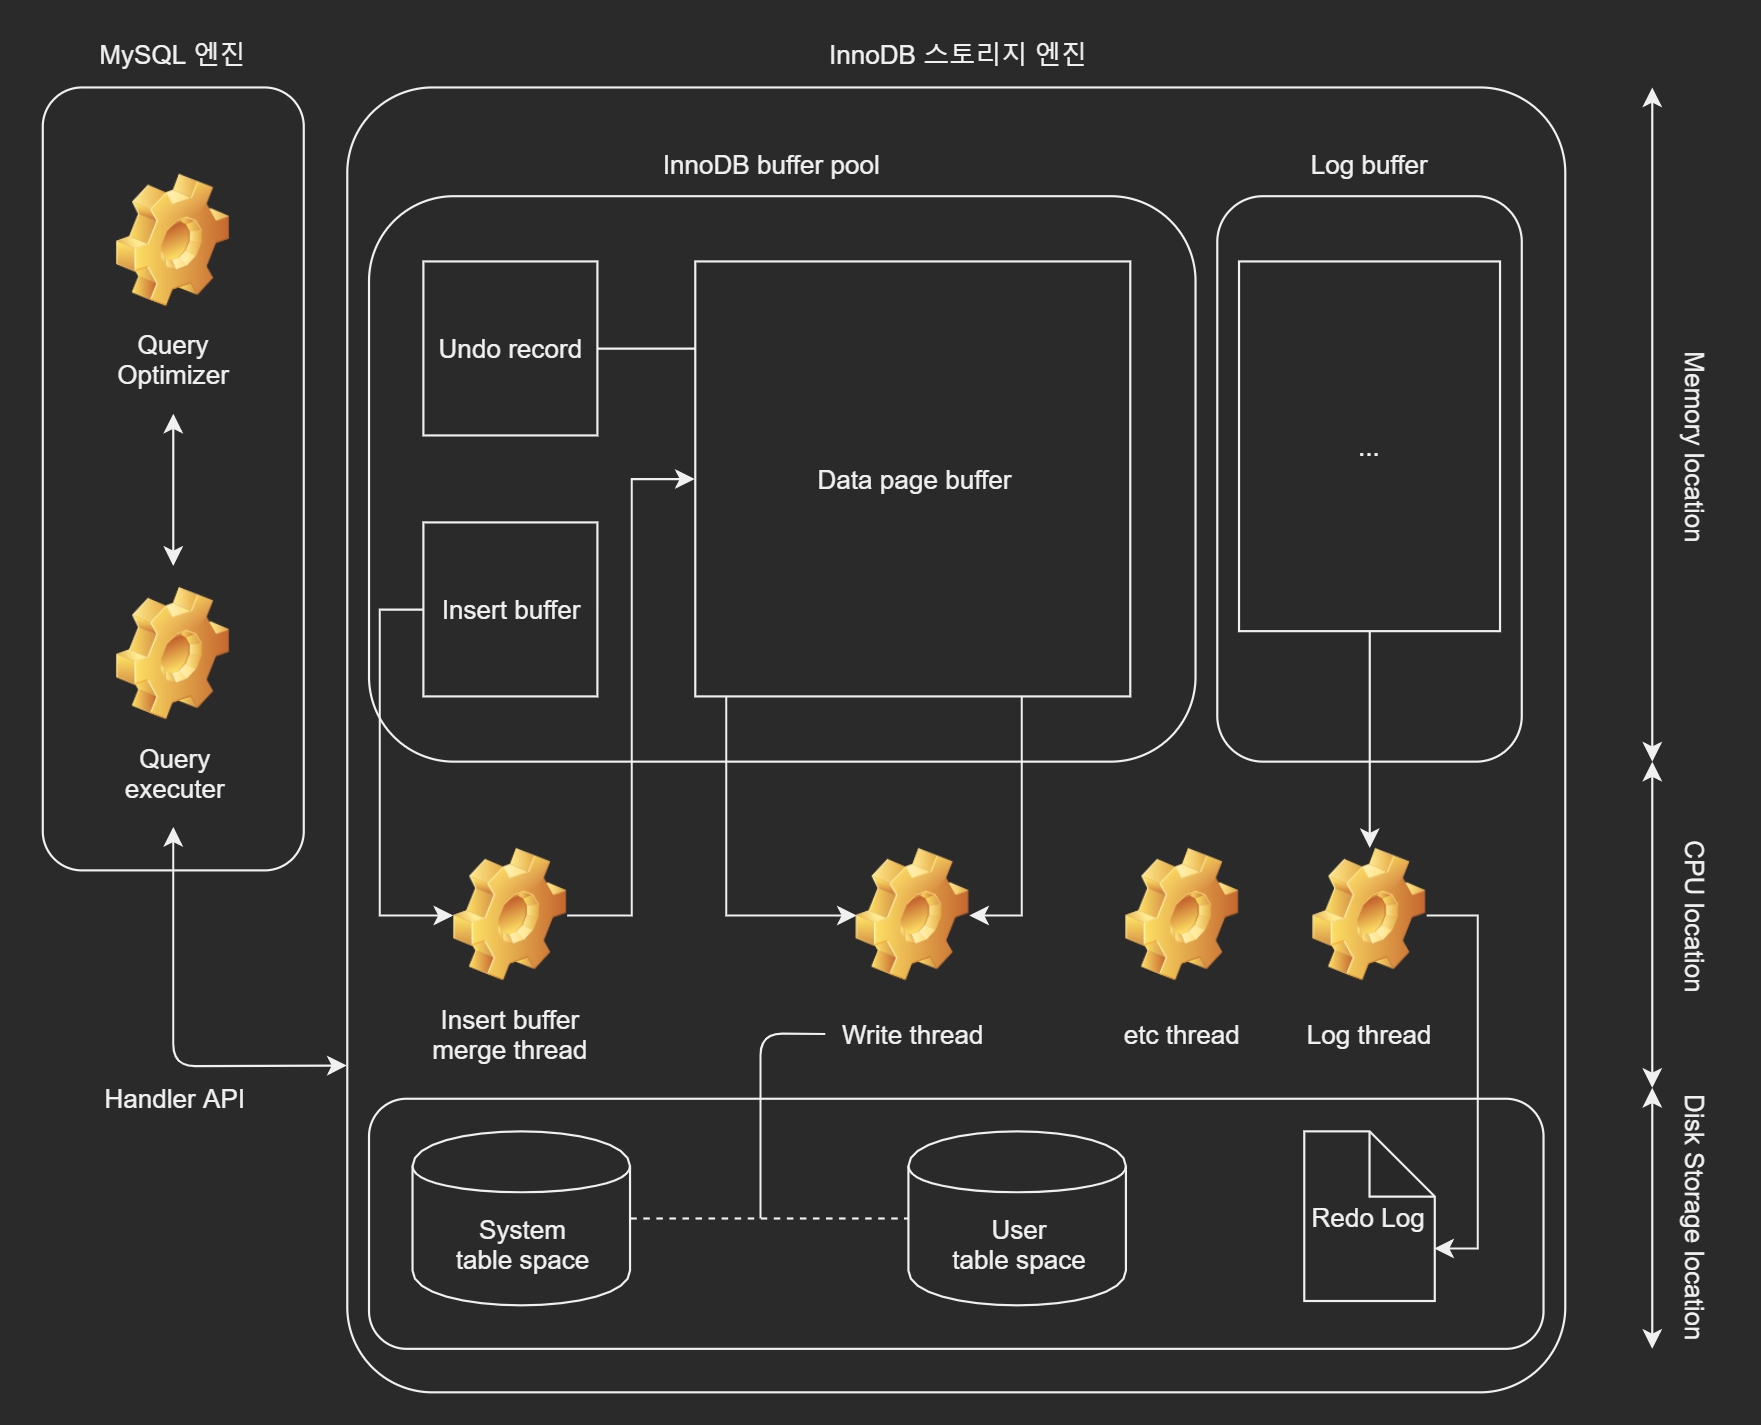 MySQL 엔진
InnoDB 스토리지 엔진
InnoDB buffer pool
Log buffer
Query
Optimizer
Undo record
Data page buffer
...
Memory location
Insert buffer
Query
executer
CPU location
Insert buffer
merge thread
Write thread
etc thread
Log thread
Handler API
System
table space
User
table space
Redo Log
Disk Storage location